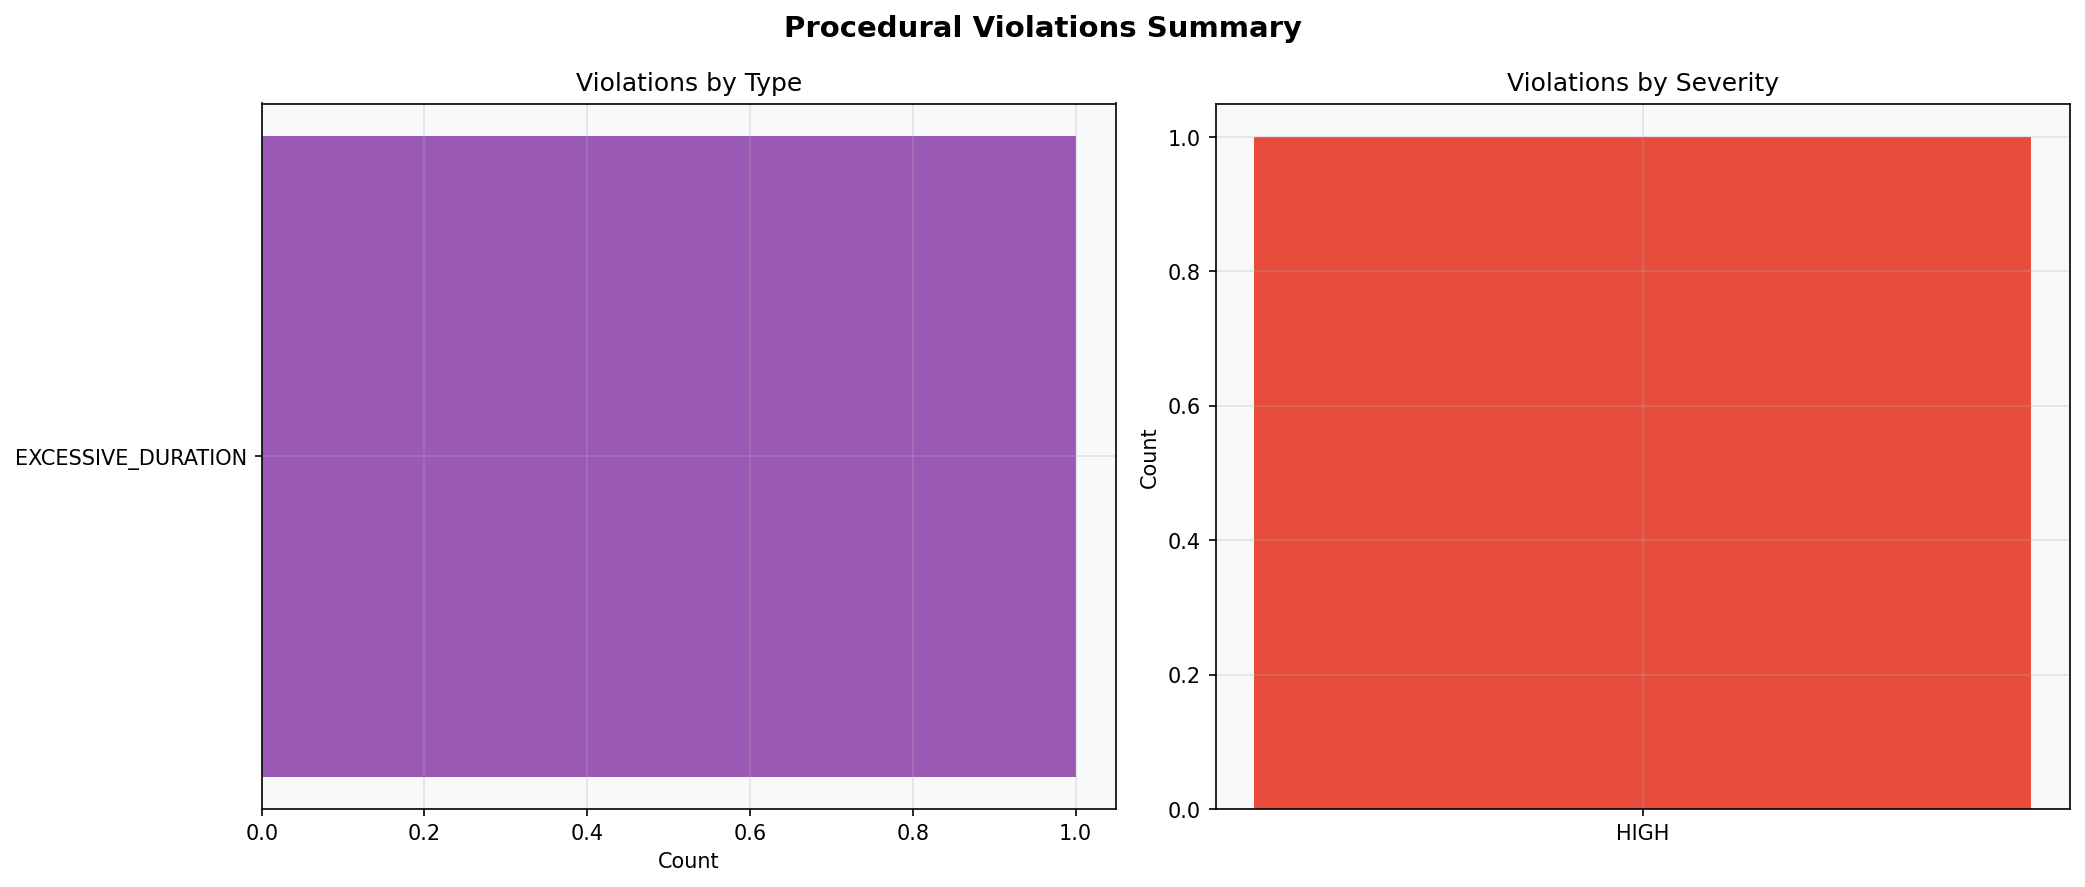 Procedural Violations Summary
Violations by Type
EXCESSIVE_DURATION
0.0 0.2 0.4 0.6 0.8 1.0
Count
Violations by Severity
Count
1.0
0.8
0.6
0.4
0.2
0.0
HIGH